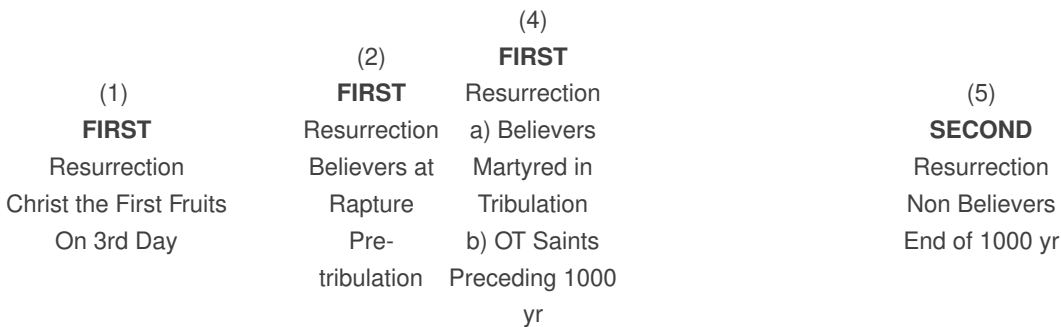 (1)
FIRST
Resurrection
Christ the First Fruits
On 3rd Day
(2)
FIRST
Resurrection
Believers at
Rapture
Pre-
tribulation
(4)
FIRST
Resurrection
a) Believers
Martyred in
Tribulation
b) OT Saints
Preceding 1000
yr
(5)
SECOND
Resurrection
Non Believers
End of 1000 yr